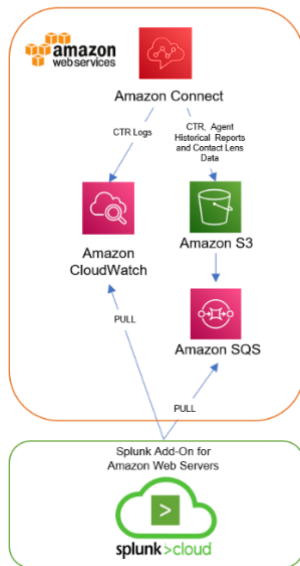 amazon
webservices
Amazon Connect
CTR Logs
CTR, Agent
Historical Reports
and Contact Lens
Data
Amazon
CloudWatch
Amazon S3
Amazon SQS
PULL
PULL
Splunk Add-On for
Amazon Web Servers
>
splunk>cloud